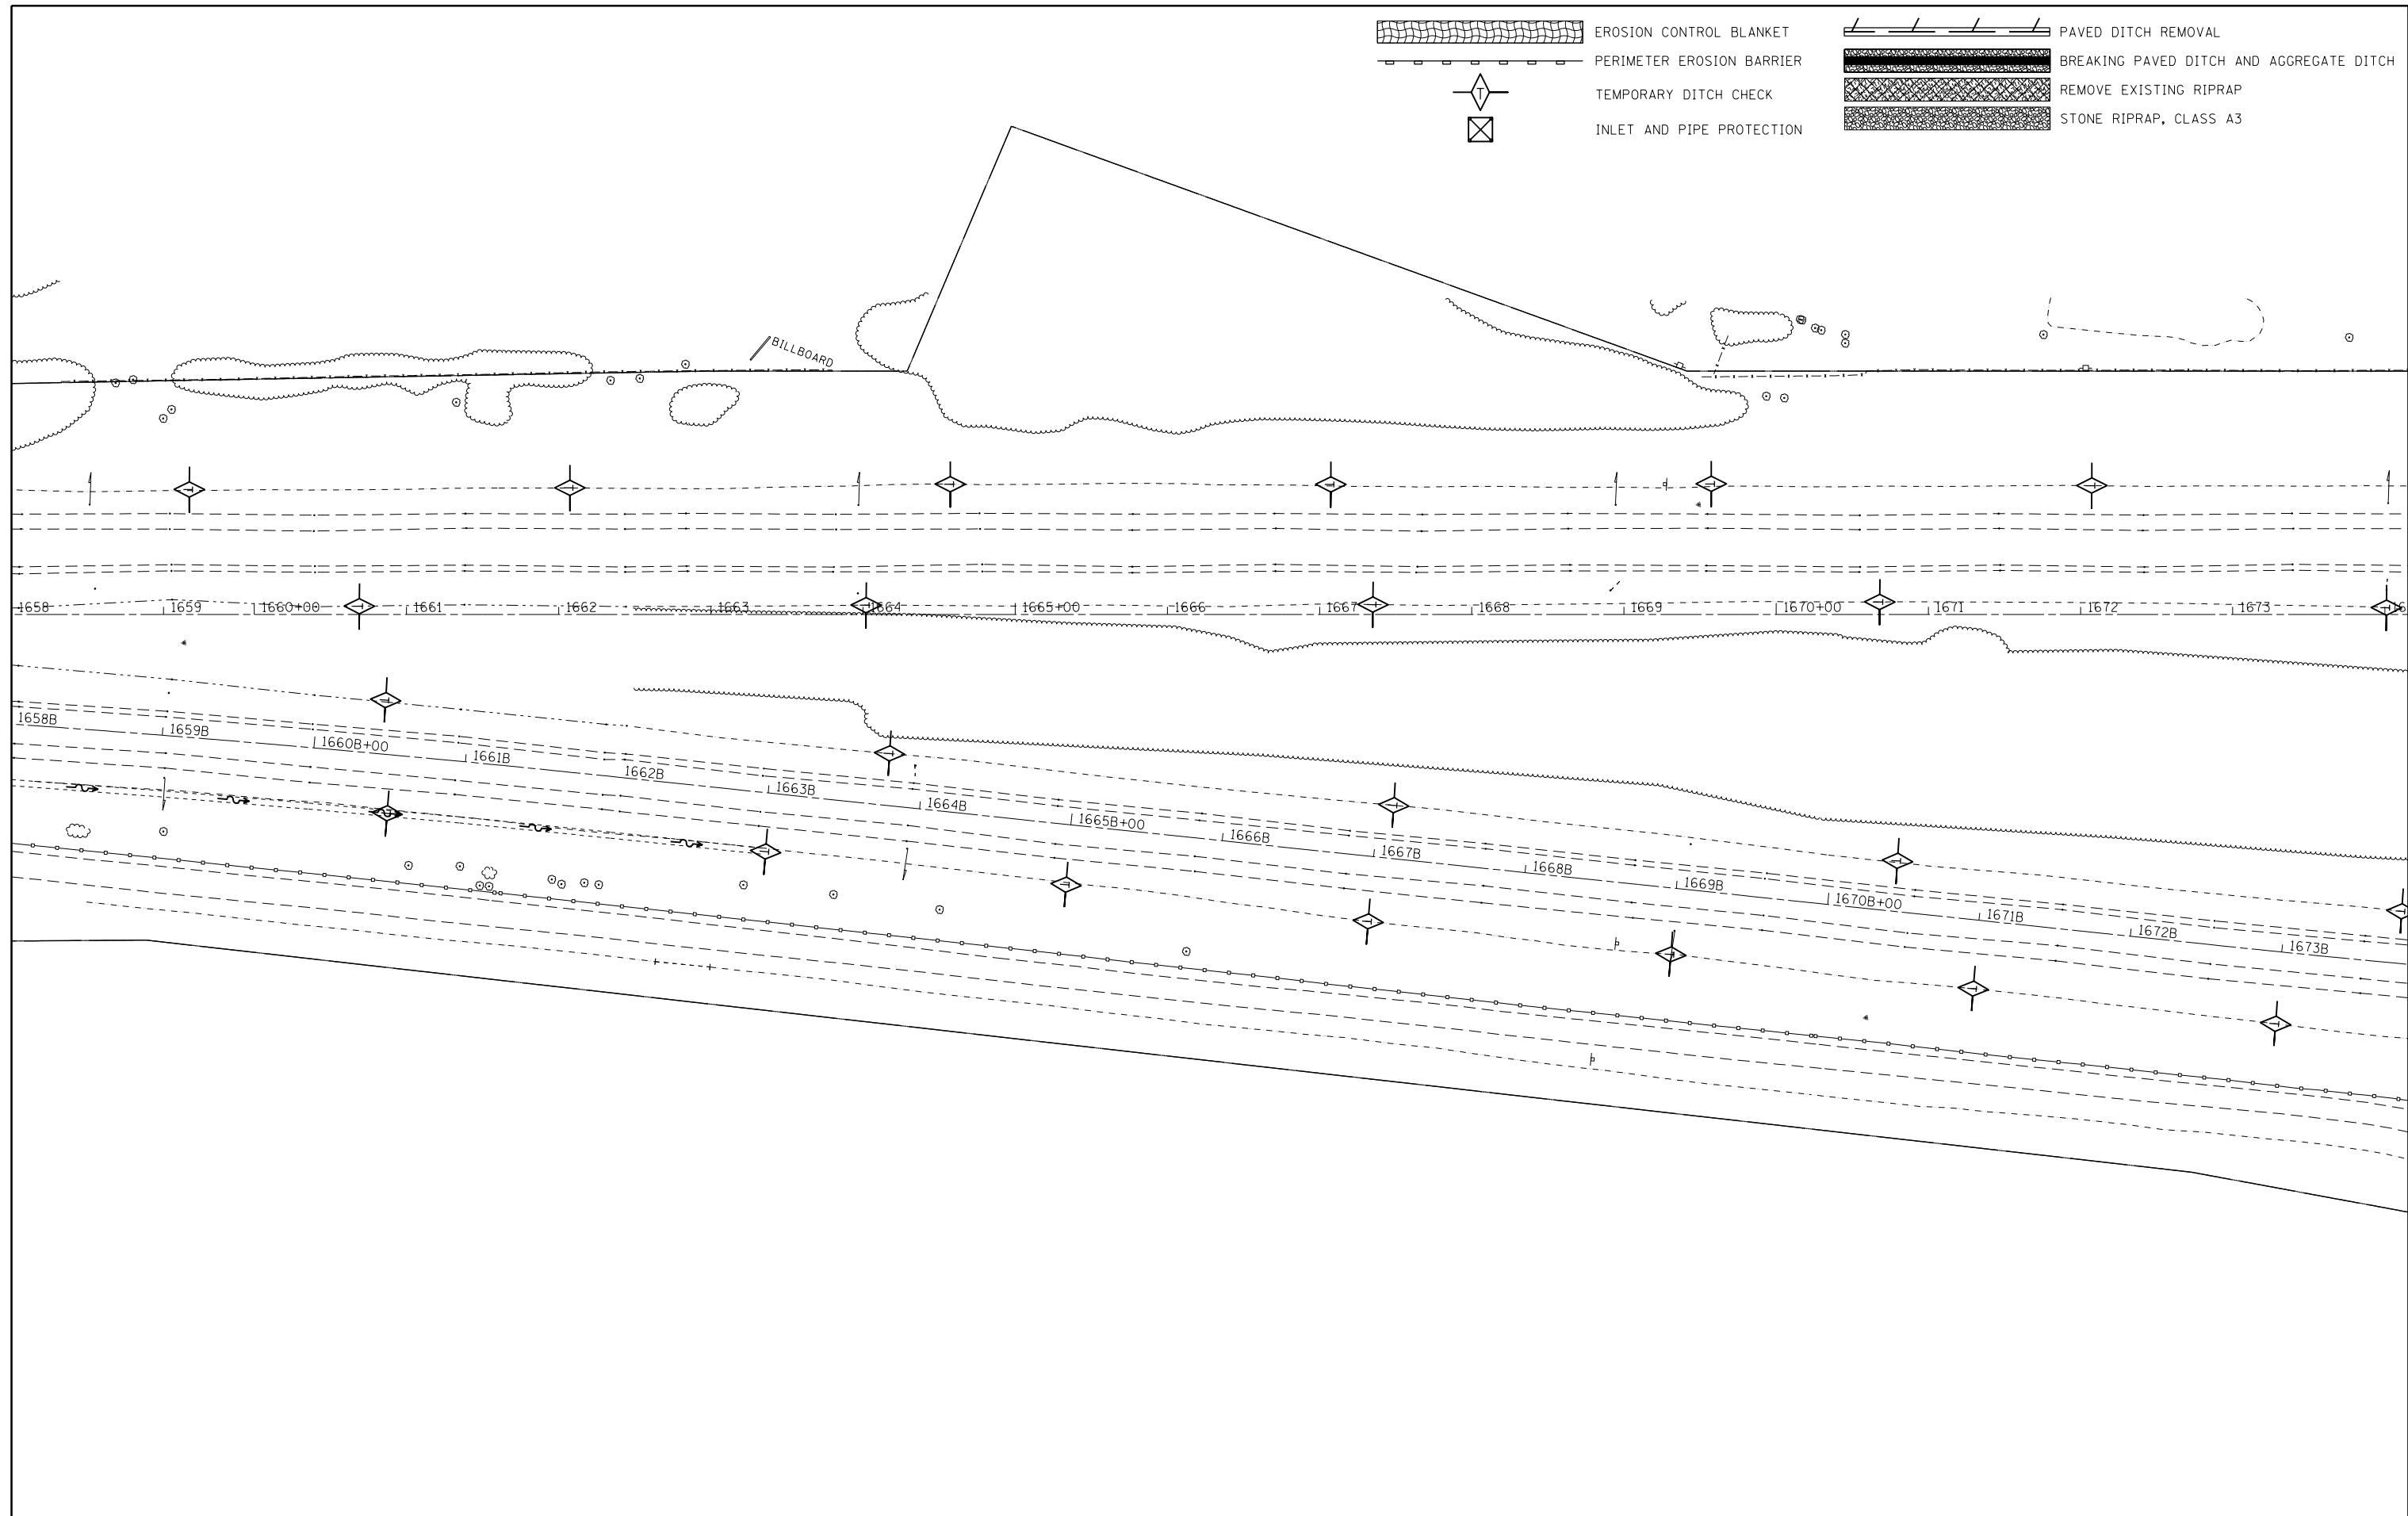 EROSION CONTROL BLANKET
PERIMETER EROSION BARRIER
TEMPORARY DITCH CHECK
INLET AND PIPE PROTECTION
PAVED DITCH REMOVAL
BREAKING PAVED DITCH AND AGGREGATE DITCH
REMOVE EXISTING RIPRAP
STONE RIPRAP, CLASS A3
T
BILLBOARD
1658 1659 1660+00 1661 1662 1663 1664 1665+00 1666 1667 1668 1669 1670+00 1671 1672 1673
1658B 1659B 1660B+00 1661B 1662B 1663B 1664B 1665B+00 1666B 1667B 1668B 1669B 1670B+00 1671B 1672B 1673B